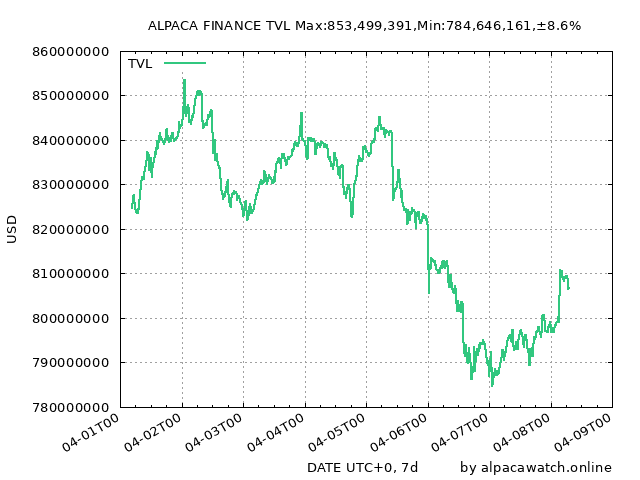 ALPACA FINANCE TVL Max:853,499,391,Min:784,646,161,±8.6%
TVL
860000000
850000000
840000000
830000000
820000000
810000000
800000000
790000000
780000000
USD
04-01T00
04-02T00
04-03T00
04-04T00
04-05T00
04-06T00
04-07T00
04-08T00
04-09T00
DATE UTC+0, 7d
by alpacawatch.online